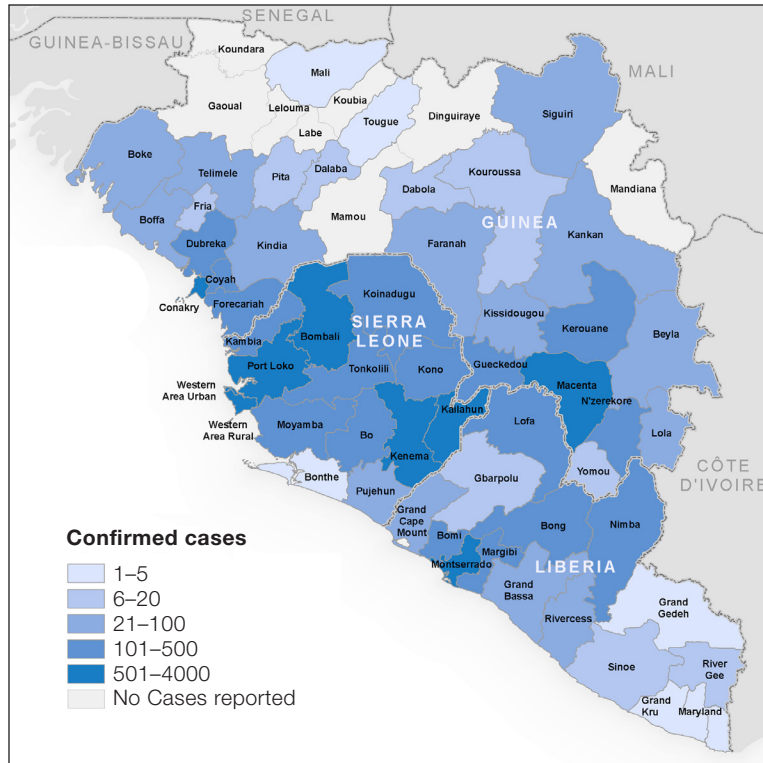 SENEGAL
GUINEA-BISSAU
Koundara
MALI
Mali
Gaoual
Lelouma
Koubia
Labe
Tougue
Dinguiraye
Siguiri
Boke
Telimele
Pita
Dalaba
Dabola
Kouroussa
Mandiana
Fria
Boffa
Mamou
GUINEA
Dubreka
Kindia
Faranah
Kankan
Coyah
Conakry
Forecariah
Koinadugu
Kissidougou
Kerouane
Beyla
SIERRA
LEONE
Kambia
Bombali
Port Loko
Tonkolili
Kono
Gueckedou
Macenta
N'zerekore
Western
Area Urban
Kailahun
Lofa
Lola
Western
Area Rural
Moyamba
Bo
Kenema
Gbarpolu
Yomou
CÔTE
D'IVOIRE
Bonthe
Pujehun
Grand
Cape
Mount
Bomi
Bong
Nimba
Margibi
Montserrado
LIBERIA
Grand
Bassa
Rivercess
Grand
Gedeh
Sinoe
River
Gee
Grand
Kru
Maryland
Confirmed cases
1–5
6–20
21–100
101–500
501–4000
No Cases reported